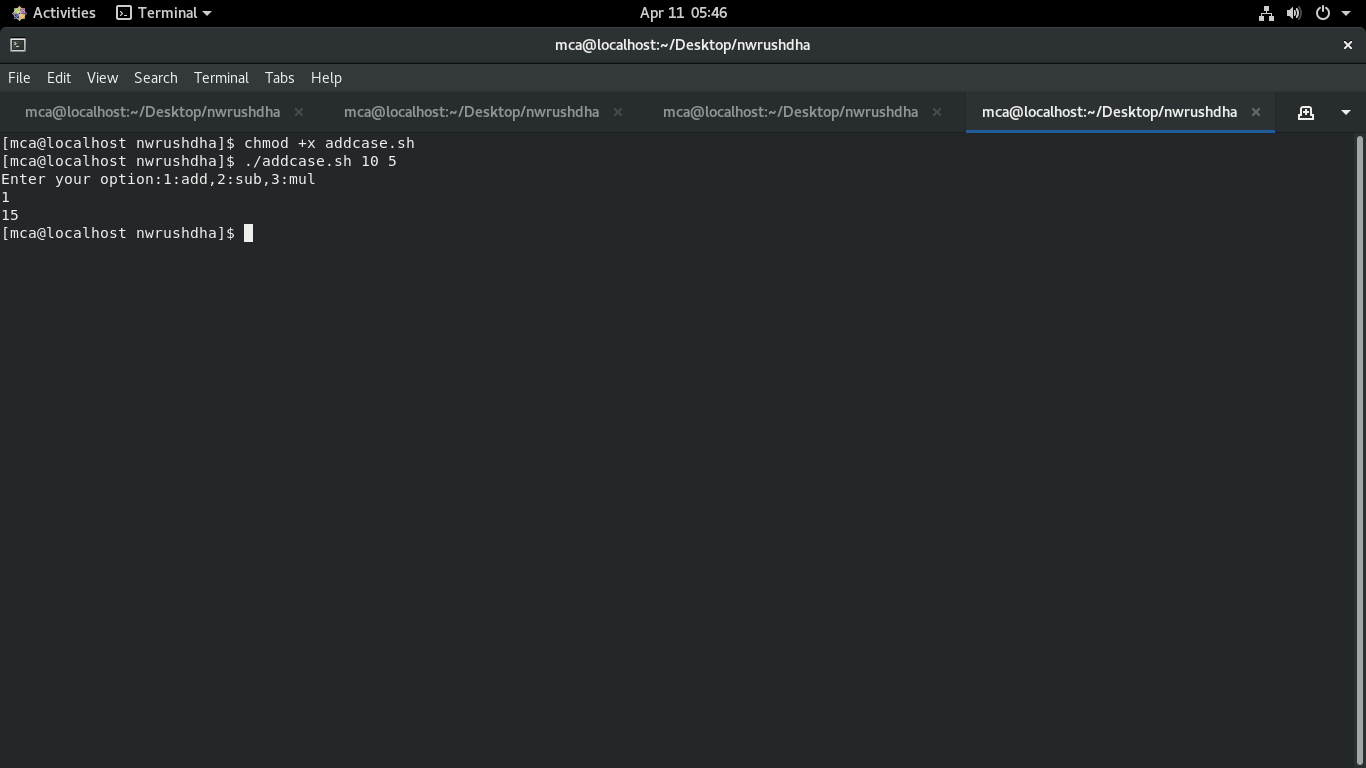 Activities Terminal Apr 11 05:46
mca@localhost:~/Desktop/nwrushdha
File Edit View Search Terminal Tabs Help
mca@localhost:~/Desktop/nwrushdha mca@localhost:~/Desktop/nwrushdha mca@localhost:~/Desktop/nwrushdha mca@localhost:~/Desktop/nwrushdha
[mca@localhost nwrushdha]$ chmod +x addcase.sh
[mca@localhost nwrushdha]$ ./addcase.sh 10 5
Enter your option:1:add,2:sub,3:mul
1
15
[mca@localhost nwrushdha]$